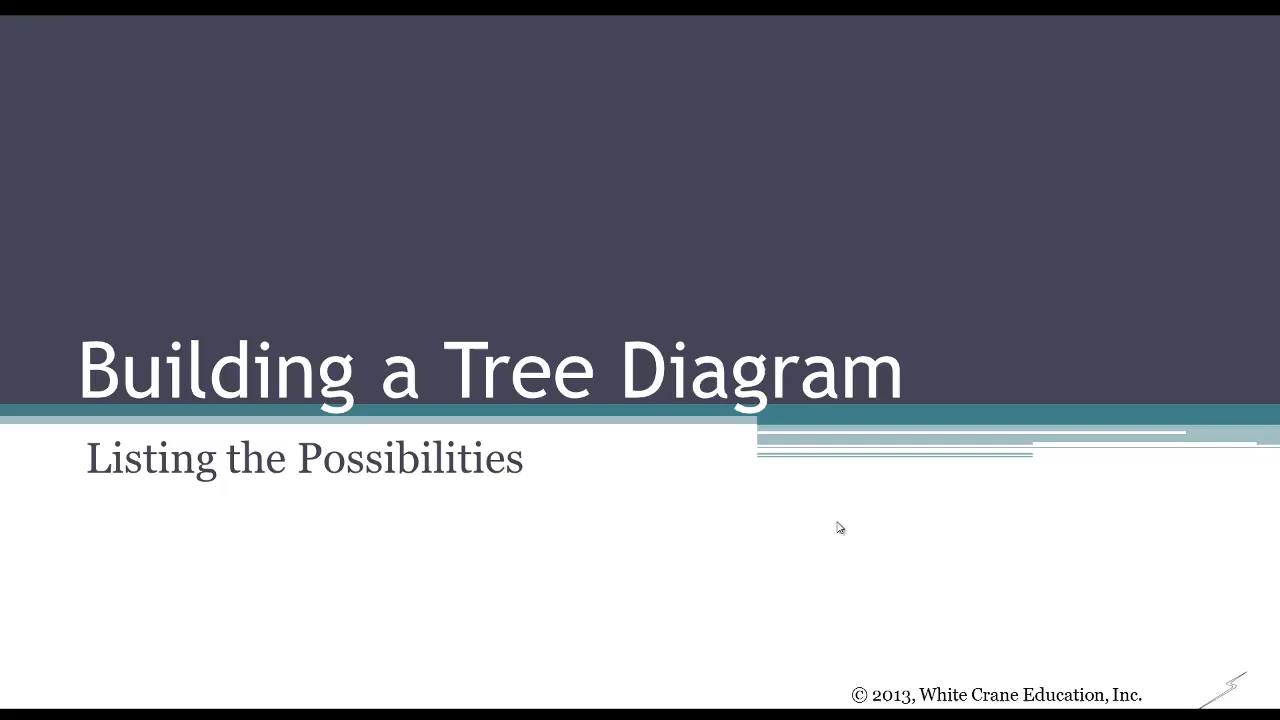 Building a Tree Diagram
Listing the Possibilities
© 2013, White Crane Education, Inc.